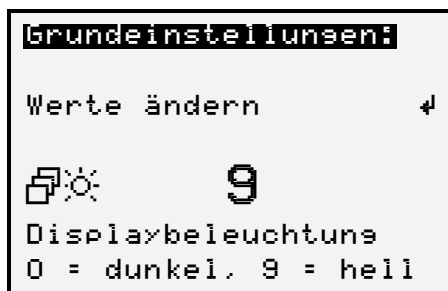 Grundeinstellungen:
Werte ändern ↲
9
Displaybeleuchtung
0 = dunkel, 9 = hell